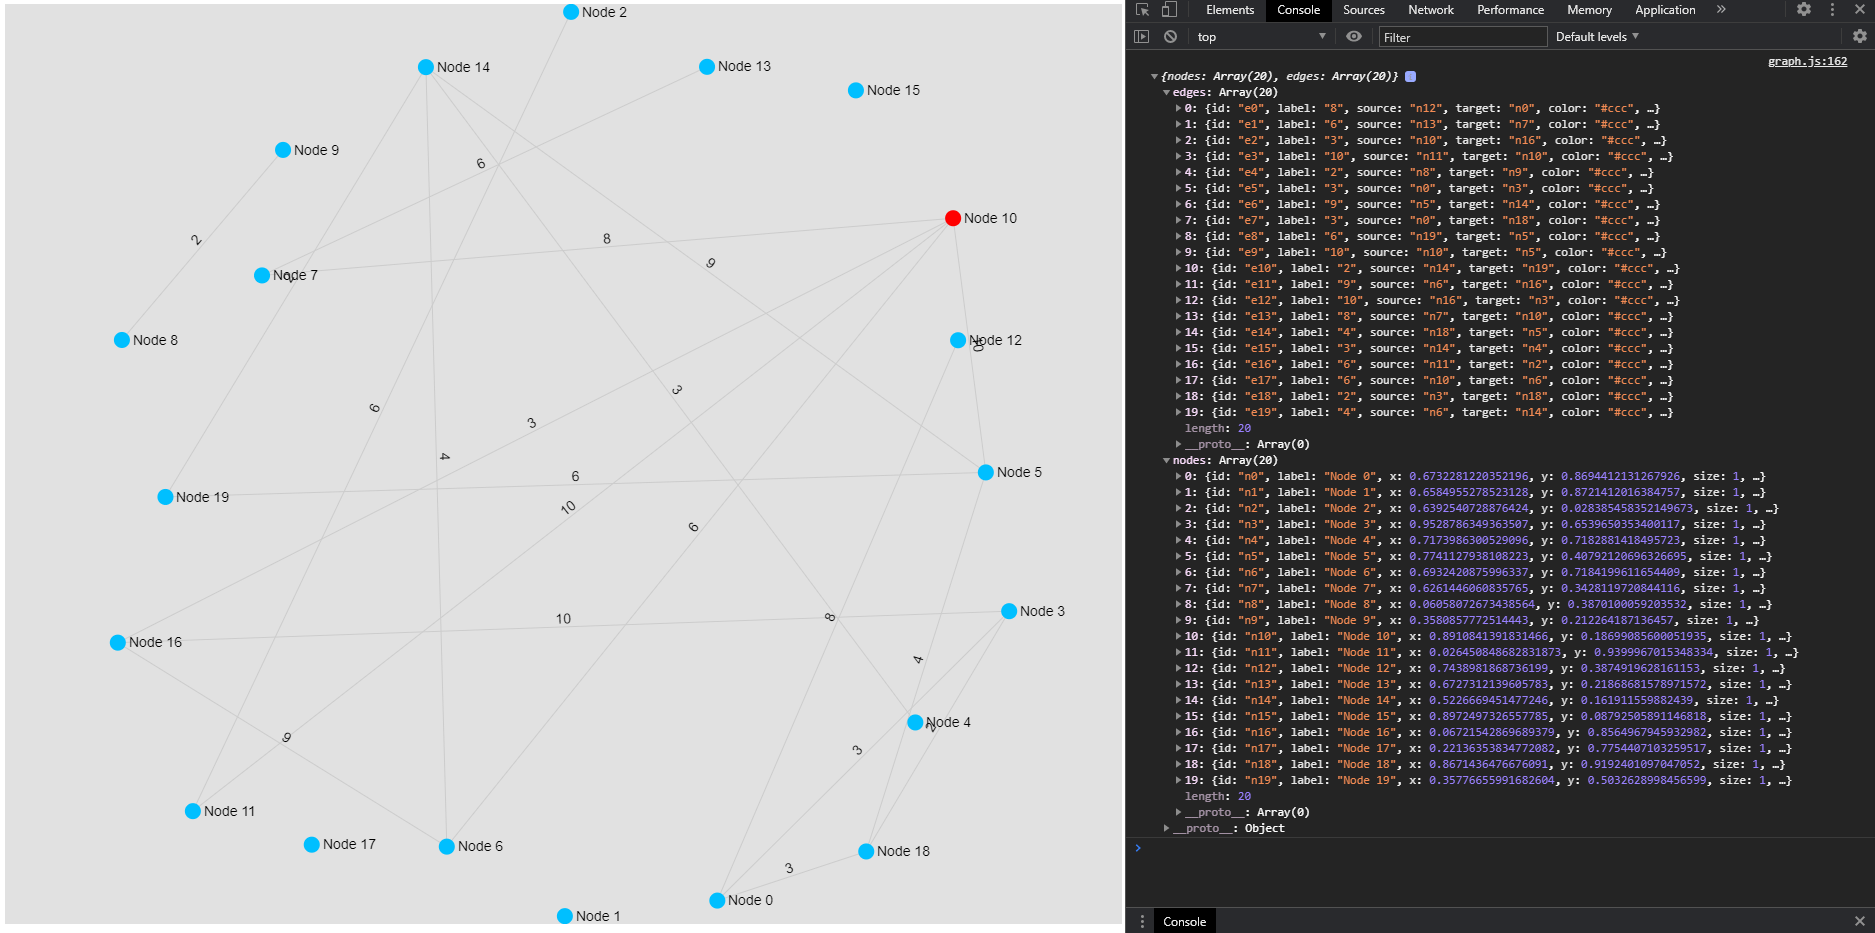 Node 2
Node 14
Node 13
Node 15
6
Node 9
Node 10
2
8
9
2
Node 7
Node 8
Node 12
10
3
6
3
4
Node 5
6
Node 19
10
6
Node 3
10
8
Node 16
4
Node 4
2
9
3
Node 11
Node 17
Node 6
Node 18
3
Node 0
Node 1
Elements Console Sources Network Performance Memory Application »
top Filter Default levels
graph.js:162
{nodes: Array(20), edges: Array(20)}
edges: Array(20)
0: {id: "e0", label: "8", source: "n12", target: "n0", color: "#ccc", …}
1: {id: "e1", label: "6", source: "n13", target: "n7", color: "#ccc", …}
2: {id: "e2", label: "3", source: "n10", target: "n16", color: "#ccc", …}
3: {id: "e3", label: "10", source: "n11", target: "n10", color: "#ccc", …}
4: {id: "e4", label: "2", source: "n8", target: "n9", color: "#ccc", …}
5: {id: "e5", label: "3", source: "n0", target: "n3", color: "#ccc", …}
6: {id: "e6", label: "9", source: "n5", target: "n14", color: "#ccc", …}
7: {id: "e7", label: "3", source: "n0", target: "n18", color: "#ccc", …}
8: {id: "e8", label: "6", source: "n19", target: "n5", color: "#ccc", …}
9: {id: "e9", label: "10", source: "n10", target: "n5", color: "#ccc", …}
10: {id: "e10", label: "2", source: "n14", target: "n19", color: "#ccc", …}
11: {id: "e11", label: "9", source: "n6", target: "n16", color: "#ccc", …}
12: {id: "e12", label: "10", source: "n16", target: "n3", color: "#ccc", …}
13: {id: "e13", label: "8", source: "n7", target: "n10", color: "#ccc", …}
14: {id: "e14", label: "4", source: "n18", target: "n5", color: "#ccc", …}
15: {id: "e15", label: "3", source: "n14", target: "n4", color: "#ccc", …}
16: {id: "e16", label: "6", source: "n11", target: "n2", color: "#ccc", …}
17: {id: "e17", label: "6", source: "n10", target: "n6", color: "#ccc", …}
18: {id: "e18", label: "2", source: "n3", target: "n18", color: "#ccc", …}
19: {id: "e19", label: "4", source: "n6", target: "n14", color: "#ccc", …}
length: 20
__proto__: Array(0)
nodes: Array(20)
0: {id: "n0", label: "Node 0", x: 0.6732281220352196, y: 0.8694412131267926, size: 1, …}
1: {id: "n1", label: "Node 1", x: 0.6584955278523128, y: 0.8721412016384757, size: 1, …}
2: {id: "n2", label: "Node 2", x: 0.6392540728876424, y: 0.028385458352149673, size: 1, …}
3: {id: "n3", label: "Node 3", x: 0.9528786349363507, y: 0.6539650353400117, size: 1, …}
4: {id: "n4", label: "Node 4", x: 0.7173986300529096, y: 0.7182881418495723, size: 1, …}
5: {id: "n5", label: "Node 5", x: 0.7741127938108223, y: 0.40792120696326695, size: 1, …}
6: {id: "n6", label: "Node 6", x: 0.6932420875996337, y: 0.7184199611654409, size: 1, …}
7: {id: "n7", label: "Node 7", x: 0.6261446060835765, y: 0.3428119720844116, size: 1, …}
8: {id: "n8", label: "Node 8", x: 0.06058072673438564, y: 0.3870100059203532, size: 1, …}
9: {id: "n9", label: "Node 9", x: 0.3580857772514443, y: 0.212264187136457, size: 1, …}
10: {id: "n10", label: "Node 10", x: 0.8910841391831466, y: 0.18699085600051935, size: 1, …}
11: {id: "n11", label: "Node 11", x: 0.026450848682831873, y: 0.9399967015348334, size: 1, …}
12: {id: "n12", label: "Node 12", x: 0.7438981868736199, y: 0.3874919628161153, size: 1, …}
13: {id: "n13", label: "Node 13", x: 0.6727312139605783, y: 0.21868681578971572, size: 1, …}
14: {id: "n14", label: "Node 14", x: 0.5226669451477246, y: 0.161911559882439, size: 1, …}
15: {id: "n15", label: "Node 15", x: 0.8972497326557785, y: 0.08792505891146818, size: 1, …}
16: {id: "n16", label: "Node 16", x: 0.06721542869689379, y: 0.8564967945932982, size: 1, …}
17: {id: "n17", label: "Node 17", x: 0.22136353834772082, y: 0.7754407103259517, size: 1, …}
18: {id: "n18", label: "Node 18", x: 0.8671436476676091, y: 0.9192401097047052, size: 1, …}
19: {id: "n19", label: "Node 19", x: 0.35776655991682604, y: 0.5032628998456599, size: 1, …}
length: 20
__proto__: Array(0)
__proto__: Object
Console